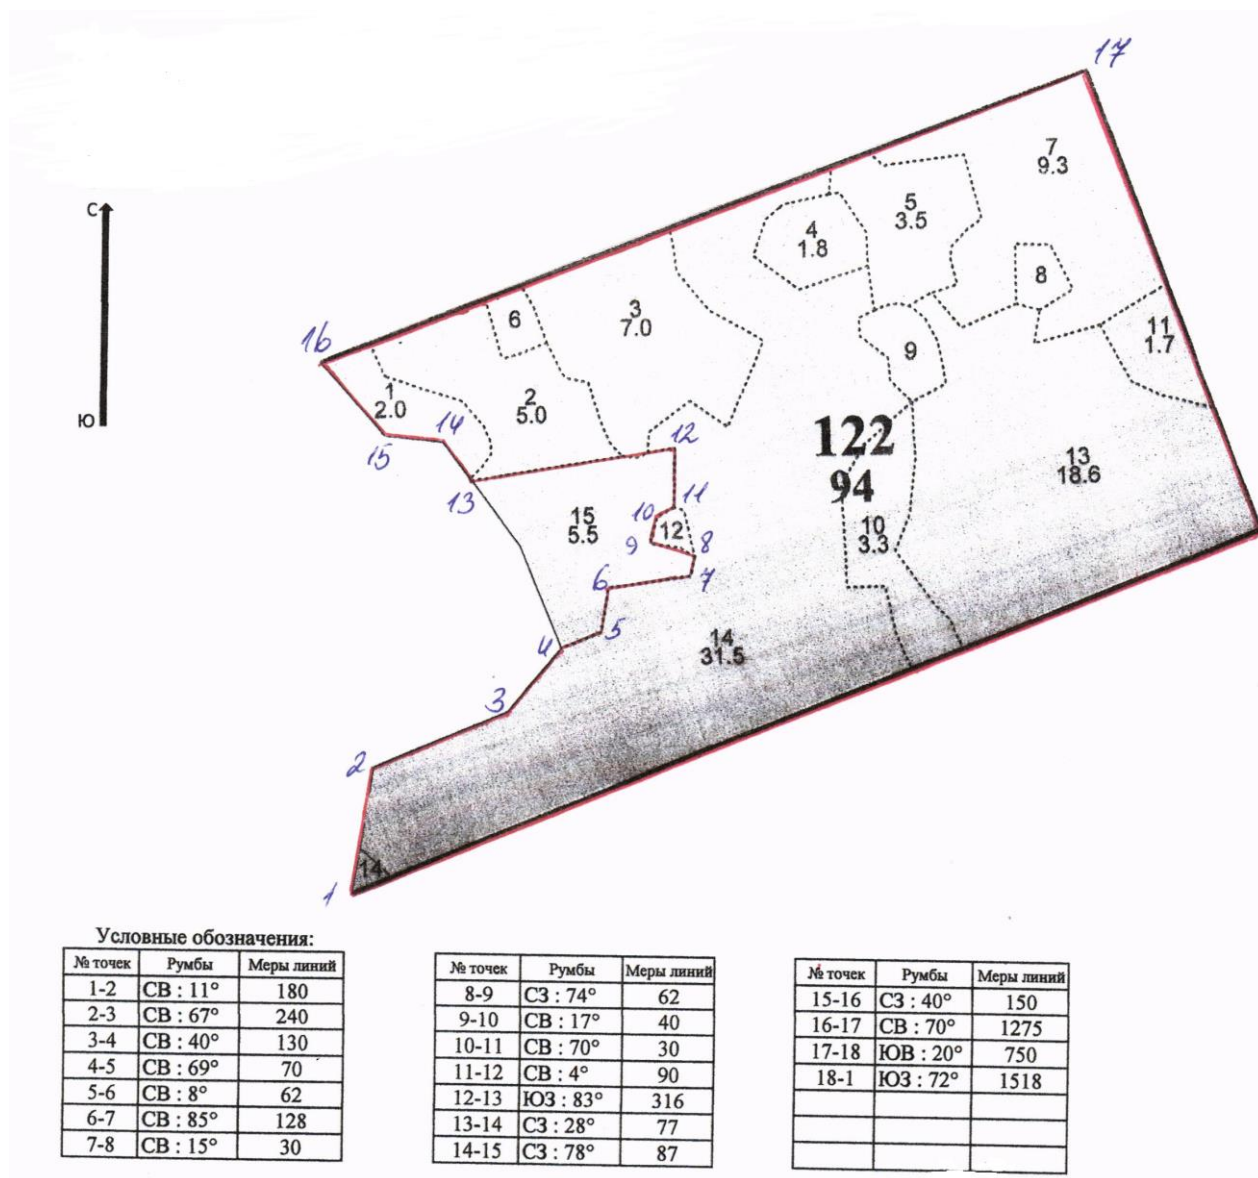 17
7
9.3
С
5
3.5
4
1.8
8
3
7.0
6
11
1.7
16
9
1
2.0
2
5.0
14
15
12
122
94
13
18.6
13
11
10
15
5.5
12
10
3.3
9
8
7
6
5
4
14
31.5
3
2
14
1
Ю
Условные обозначения:
№ точек Румбы Меры линий
1-2 СВ : 11° 180
2-3 СВ : 67° 240
3-4 СВ : 40° 130
4-5 СВ : 69° 70
5-6 СВ : 8° 62
6-7 СВ : 85° 128
7-8 СВ : 15° 30
№ точек Румбы Меры линий
8-9 СЗ : 74° 62
9-10 СВ : 17° 40
10-11 СВ : 70° 30
11-12 СВ : 4° 90
12-13 ЮЗ : 83° 316
13-14 СЗ : 28° 77
14-15 СЗ : 78° 87
№ точек Румбы Меры линий
15-16 СЗ : 40° 150
16-17 СВ : 70° 1275
17-18 ЮВ : 20° 750
18-1 ЮЗ : 72° 1518